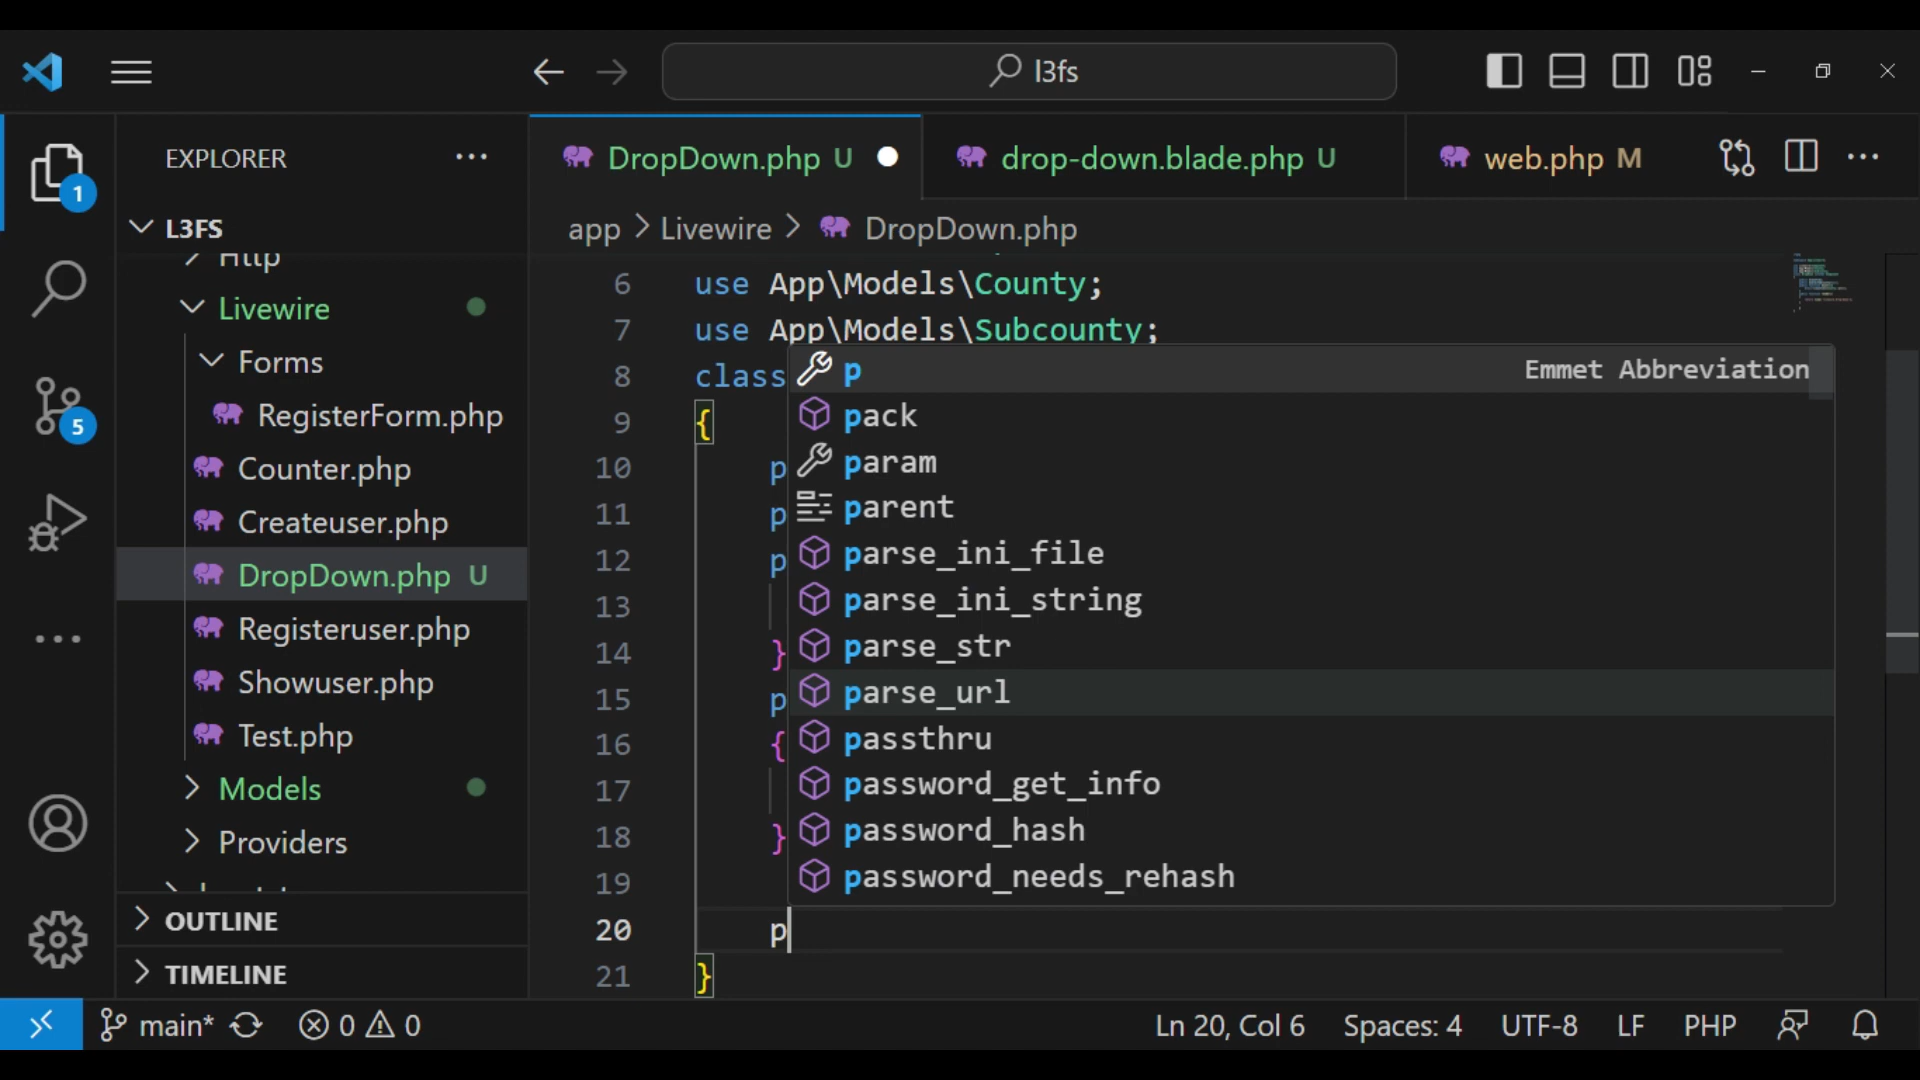 l3fs
EXPLORER
DropDown.php U
drop-down.blade.php U
web.php M
1
L3FS
app > Livewire > DropDown.php
Http
Livewire
Forms
RegisterForm.php
Counter.php
Createuser.php
DropDown.php U
Registeruser.php
Showuser.php
Test.php
Models
Providers
OUTLINE
TIMELINE
5
6 use App\Models\County;
7 use App\Models\Subcounty;
8 class
9 {
10 p
11 p
12 p
13
14 }
15 p
16 {
17
18 }
19
20 p
21 }
p Emmet Abbreviation
pack
param
parent
parse_ini_file
parse_ini_string
parse_str
parse_url
passthru
password_get_info
password_hash
password_needs_rehash
main* 0 0 Ln 20, Col 6 Spaces: 4 UTF-8 LF PHP